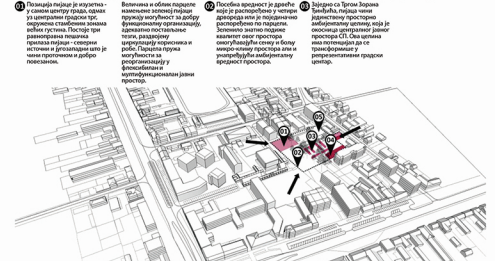 01
Позиција пијаце је изузетна -
у самом центру града, одмах
уз централни градски трг,
окружена стамбеним зонама
већих густина. Постоје три
равноправна пешачка
прилаза пијаци - северни
источни и југозападни што је
чини проточном и добро
повезаном.
Величина и облик парцеле
намењене зеленој пијаци
пружају могућност за добру
функционалну организацију,
адекватно постављање
тезги, раздвојену
циркулацију корисника и
робе. Парцела пружа
могућности за
реорганизацију у
флексибилан и
мултифункционалан јавни
простор.
02
Посебна вредност је дрвеће
које је распоређено у четири
дрвореда или је појединачно
распоређено по парцели.
Зеленило знатно подиже
квалитет овог простора
омогућавајући сенку и бољу
микро-климу простора али и
унапређујући амбијенталну
вредност простора.
03
Заједно са Тргом Зорана
Ђинђића, пијаца чини
јединствену просторно
амбијенталну целину, која је
окосница централног јавног
простора СП. Ова целина
има потенцијал да се
трансформише у
репрезентативни градски
центар.
05
01
03
04
02